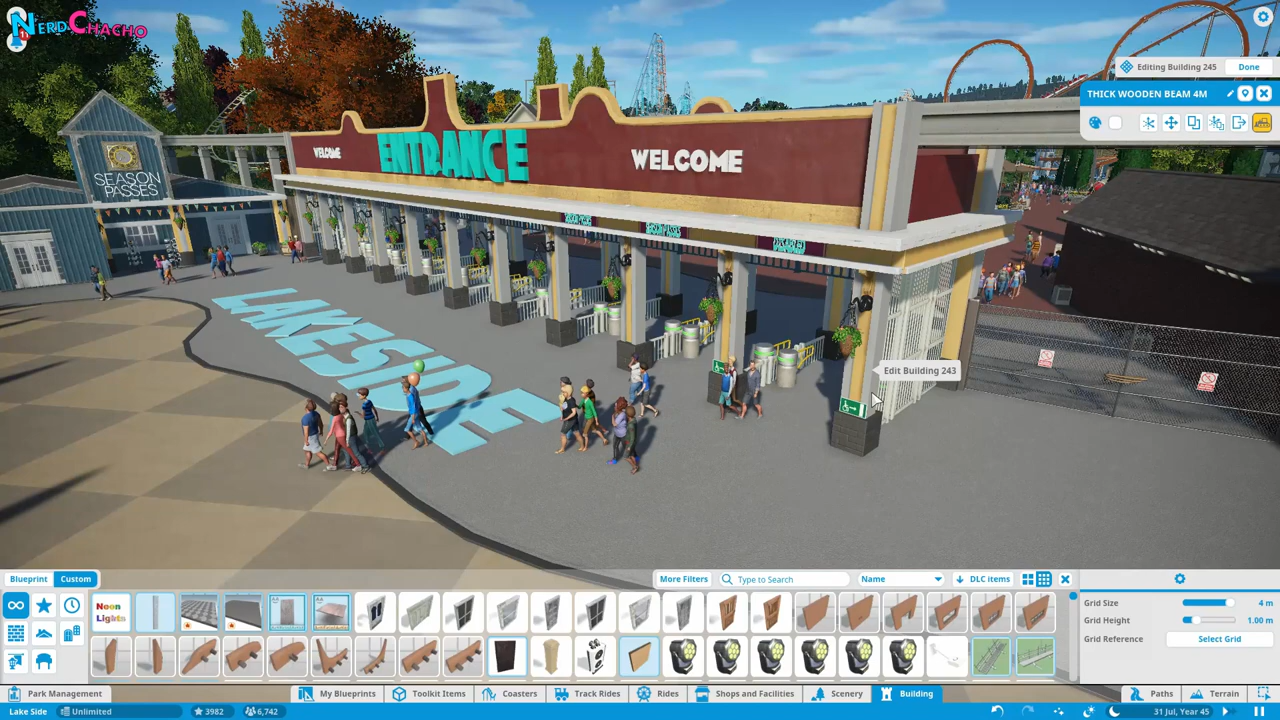 NerdChacho
Editing Building 245
Done
THICK WOODEN BEAM 4M
WELCOME
ENTRANCE
WELCOME
SEASON
PASSES
LAKESIDE
Edit Building 243
Blueprint
Custom
More Filters
Type to Search
Name
DLC items
Neon
Lights
Grid Size
4 m
Grid Height
1.00 m
Grid Reference
Select Grid
Park Management
My Blueprints
Toolkit Items
Coasters
Track Rides
Rides
Shops and Facilities
Scenery
Building
Paths
Terrain
Lake Side
Unlimited
3982
6,742
31 Jul, Year 45